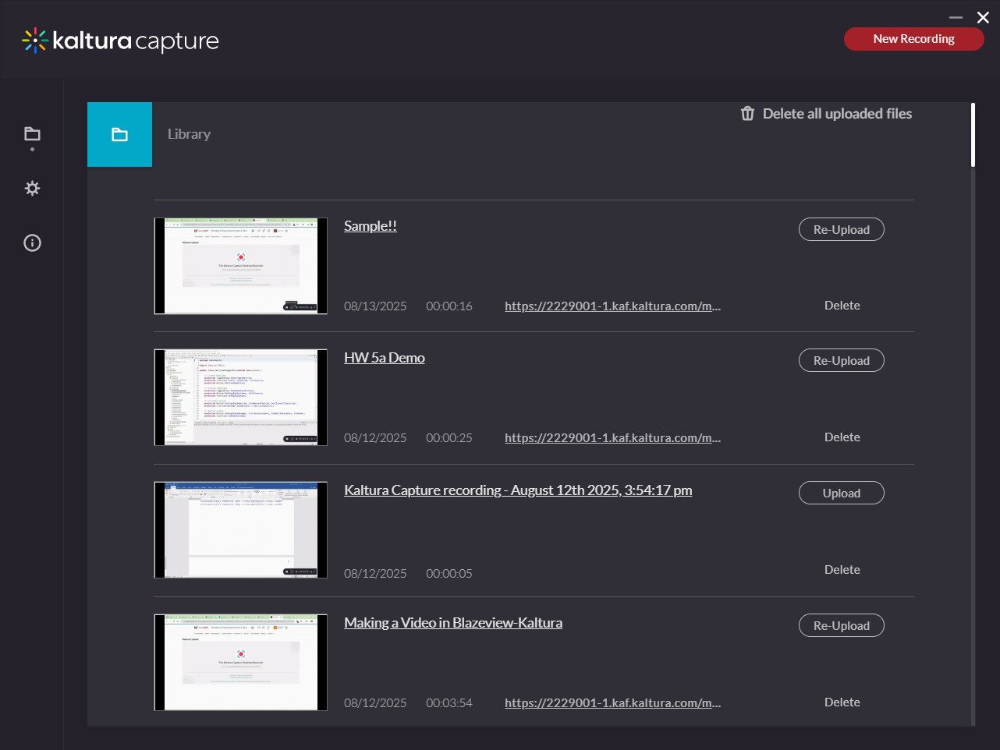 kaltura capture
New Recording
Delete all uploaded files
Library
Sample!!
Re-Upload
08/13/2025 00:00:16 https://2229001-1.kaf.kaltura.com/m... Delete
HW 5a Demo
Re-Upload
08/12/2025 00:00:25 https://2229001-1.kaf.kaltura.com/m... Delete
Kaltura Capture recording - August 12th 2025, 3:54:17 pm
Upload
08/12/2025 00:00:05 Delete
Making a Video in Blazeview-Kaltura
Re-Upload
08/12/2025 00:03:54 https://2229001-1.kaf.kaltura.com/m... Delete